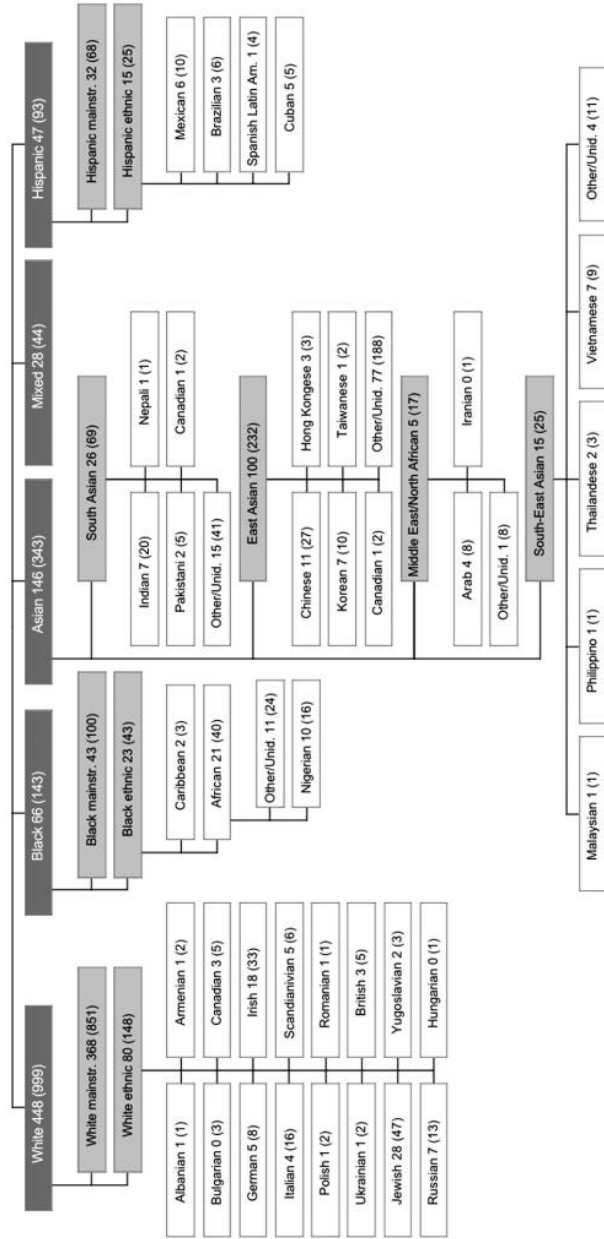 White 448 (999)
White mainstr. 368 (851)
White ethnic 80 (148)
Albanian 1 (1)
Armenian 1 (2)
Bulgarian 0 (3)
Canadian 3 (5)
German 5 (8)
Irish 18 (33)
Italian 4 (16)
Scandianivian 5 (6)
Polish 1 (2)
Romanian 1 (1)
Ukrainian 1 (2)
British 3 (5)
Jewish 28 (47)
Yugoslavian 2 (3)
Russian 7 (13)
Hungarian 0 (1)
Black 66 (143)
Black mainstr. 43 (100)
Black ethnic 23 (43)
Caribbean 2 (3)
African 21 (40)
Other/Unid. 11 (24)
Nigerian 10 (16)
Asian 146 (343)
South Asian 26 (69)
Indian 7 (20)
Nepali 1 (1)
Pakistani 2 (5)
Canadian 1 (2)
Other/Unid. 15 (41)
East Asian 100 (232)
Chinese 11 (27)
Hong Kongese 3 (3)
Korean 7 (10)
Taiwanese 1 (2)
Canadian 1 (2)
Other/Unid. 77 (188)
Middle East/North African 5 (17)
Arab 4 (8)
Iranian 0 (1)
Other/Unid. 1 (8)
South-East Asian 15 (25)
Malaysian 1 (1)
Philippino 1 (1)
Thailandese 2 (3)
Vietnamese 7 (9)
Other/Unid. 4 (11)
Mixed 28 (44)
Hispanic 47 (93)
Hispanic mainstr. 32 (68)
Hispanic ethnic 15 (25)
Mexican 6 (10)
Brazilian 3 (6)
Spanish Latin Am. 1 (4)
Cuban 5 (5)